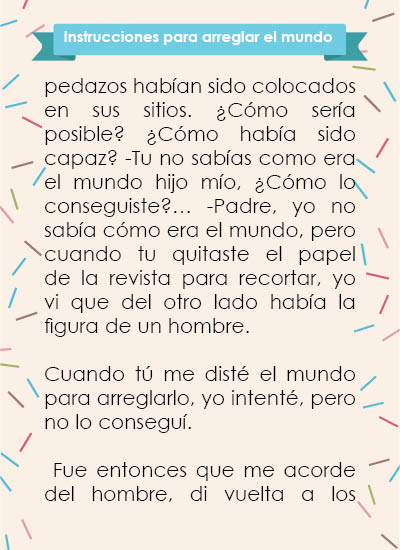 Instrucciones para arreglar el mundo
pedazos habían sido colocados
en sus sitios. ¿Cómo sería
posible? ¿Cómo había sido
capaz? -Tu no sabías como era
el mundo hijo mío, ¿Cómo lo
conseguiste?... -Padre, yo no
sabía cómo era el mundo, pero
cuando tu quitaste el papel
de la revista para recortar, yo
vi que del otro lado había la
figura de un hombre.
Cuando tú me disté el mundo
para arreglarlo, yo intenté, pero
no lo conseguí.
Fue entonces que me acorde
del hombre, di vuelta a los